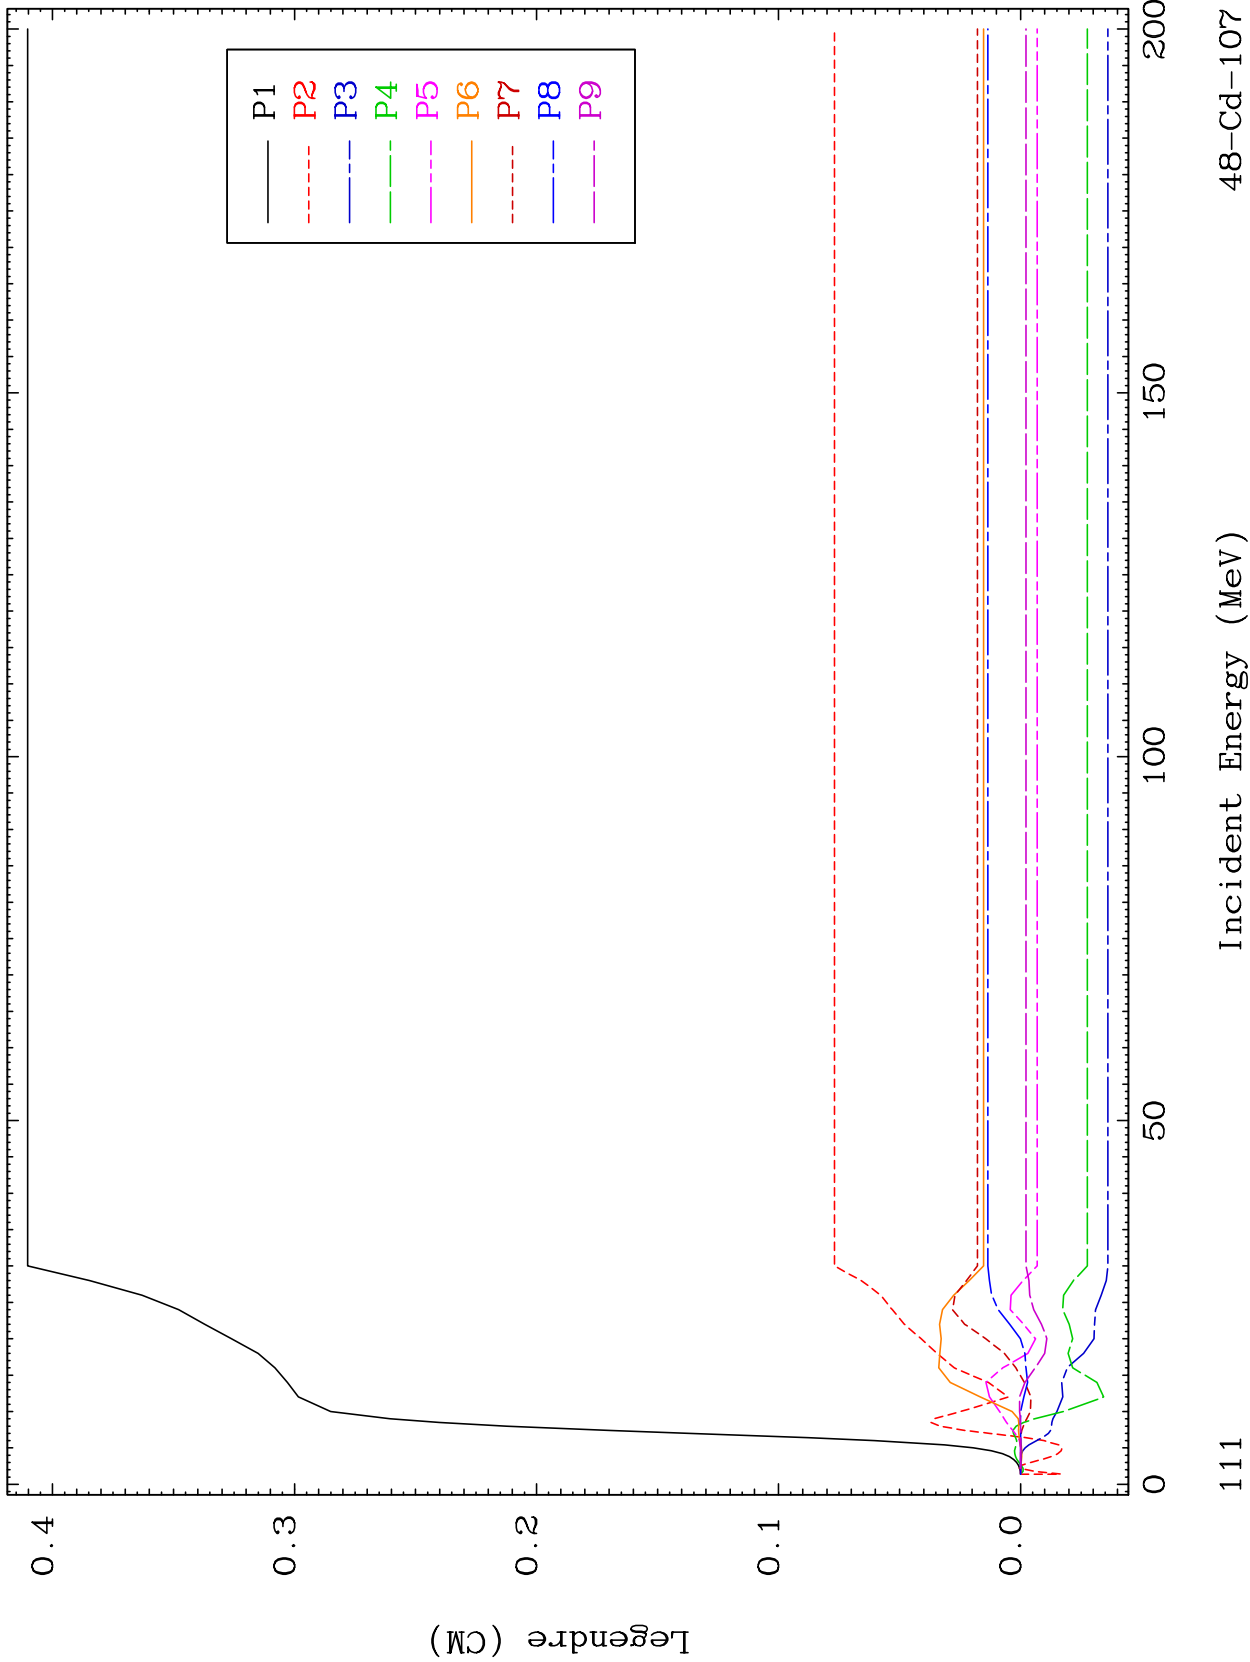 P1
P2
P3
P4
P5
P6
P7
P8
P9
0.4
0.3
0.2
0.1
0.0
Legendre (CM)
0
50
100
150
200
111
Incident Energy (MeV)
48-Cd-107